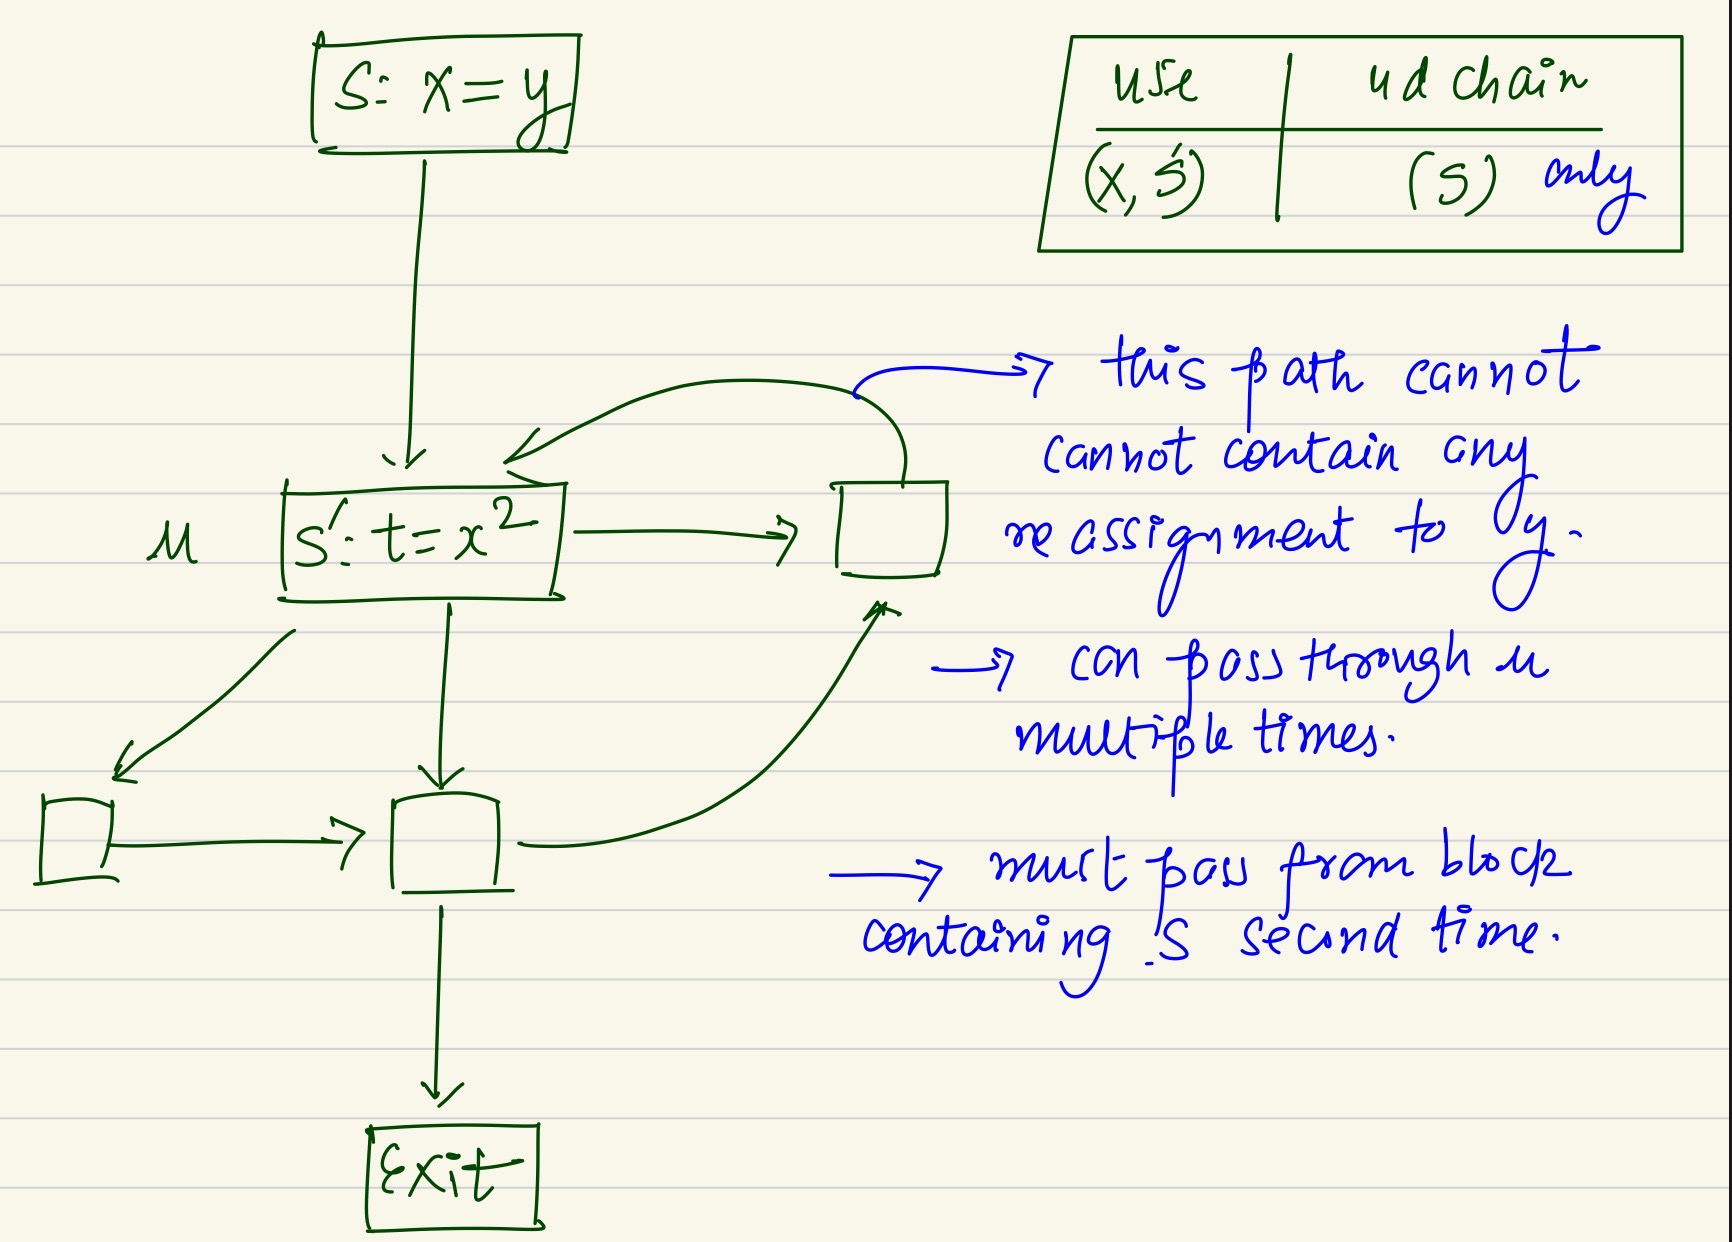 S: x = y
use | ud chain
(x, S') | (S) only
this path cannot
cannot contain any
reassignment to y.
u S': t = x²
can pass through u
multiple times.
must pass from block
containing S second time.
Exit